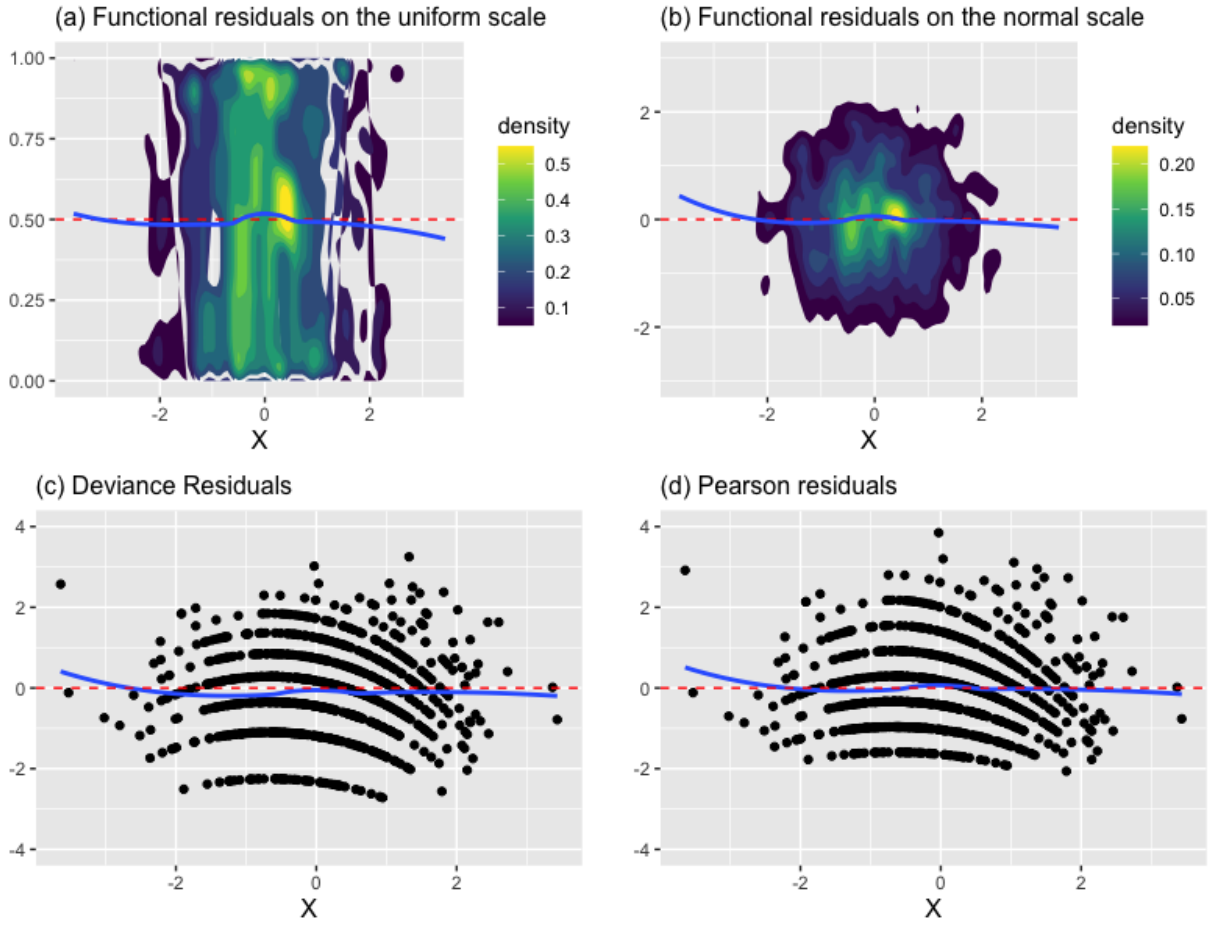 (a) Functional residuals on the uniform scale
1.00
0.75
0.50
0.25
0.00
-2 0 2
X
density
0.5
0.4
0.3
0.2
0.1
(b) Functional residuals on the normal scale
2
0
-2
-2 0 2
X
density
0.20
0.15
0.10
0.05
(c) Deviance Residuals
4
2
0
-2
-4
-2 0 2
X
(d) Pearson residuals
4
2
0
-2
-4
-2 0 2
X